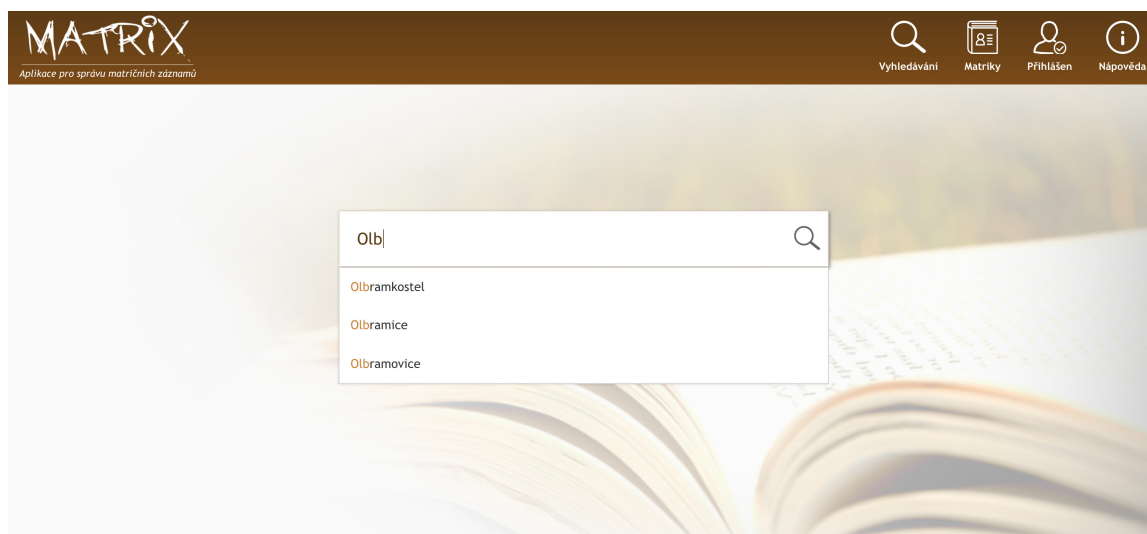 MATRiX
Aplikace pro správu matričních záznamů
Vyhledávání
Matriky
Přihlášen
Nápověda
Olb
Olbramkostel
Olbramice
Olbramovice